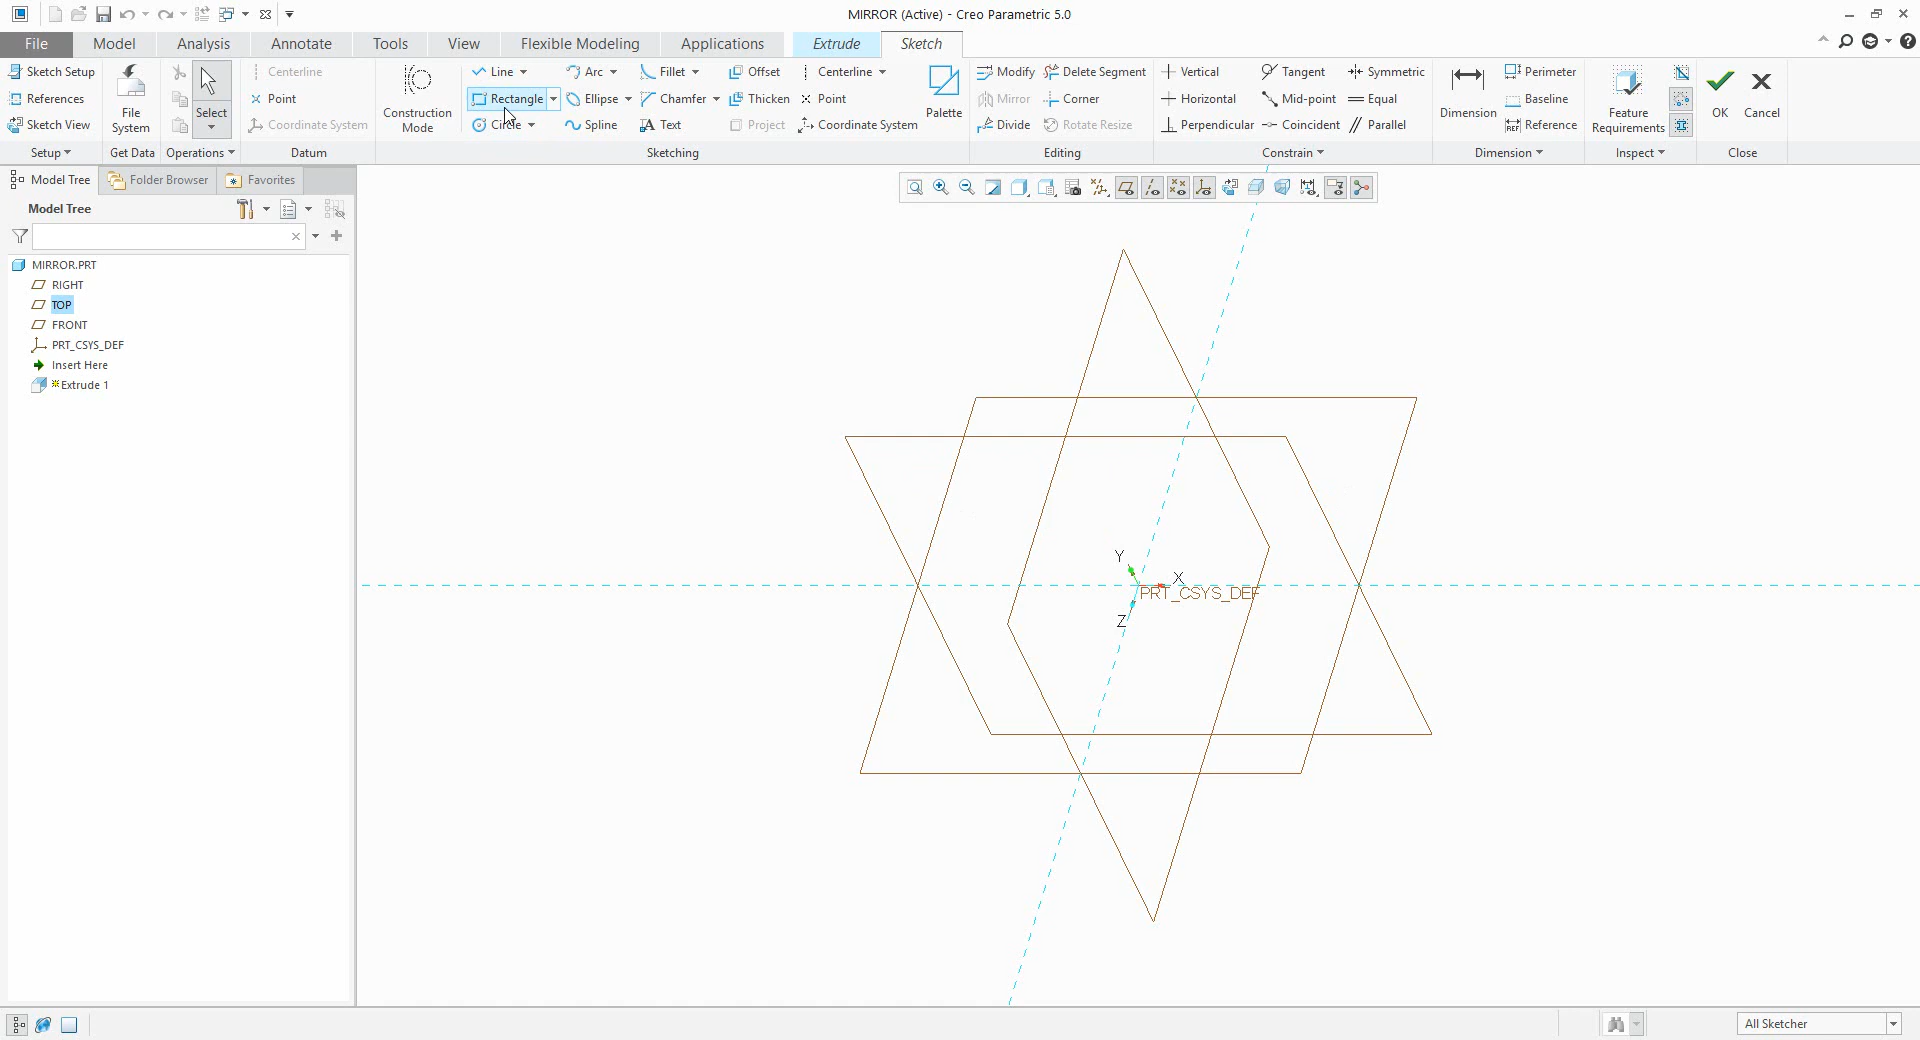 MIRROR (Active) - Creo Parametric 5.0
File Model Analysis Annotate Tools View Flexible Modeling Applications Extrude Sketch
Sketch Setup
References
Sketch View
Setup
File System
Get Data
Select
Operations
Centerline
Point
Coordinate System
Datum
Construction Mode
Line Arc Fillet Offset Centerline
Rectangle Ellipse Chamfer Thicken Point
Circle Spline Text Project Coordinate System
Palette
Sketching
Modify Delete Segment
Mirror Corner
Divide Rotate Resize
Editing
Vertical Tangent Symmetric
Horizontal Mid-point Equal
Perpendicular Coincident Parallel
Constrain
Dimension
Perimeter
Baseline
REF Reference
Dimension
Feature Requirements
Inspect
OK Cancel
Close
Model Tree Folder Browser Favorites
Model Tree
MIRROR.PRT
RIGHT
TOP
FRONT
PRT_CSYS_DEF
Insert Here
Extrude 1
Y
X
PRT_CSYS_DEF
Z
All Sketcher